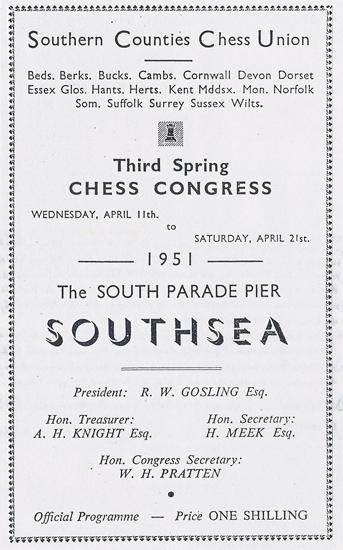 Southern Counties Chess Union
Beds. Berks. Bucks. Cambs. Cornwall Devon Dorset
Essex Glos. Hants. Herts. Kent Mddsx. Mon. Norfolk
Som. Suffolk Surrey Sussex Wilts.
Third Spring
CHESS CONGRESS
WEDNESDAY, APRIL 11th.
to
SATURDAY, APRIL 21st.
1951
The SOUTH PARADE PIER
SOUTHSEA
President: R. W. GOSLING Esq.
Hon. Treasurer: Hon. Secretary:
A. H. KNIGHT Esq. H. MEEK Esq.
Hon. Congress Secretary:
W. H. PRATTEN
Official Programme — Price ONE SHILLING